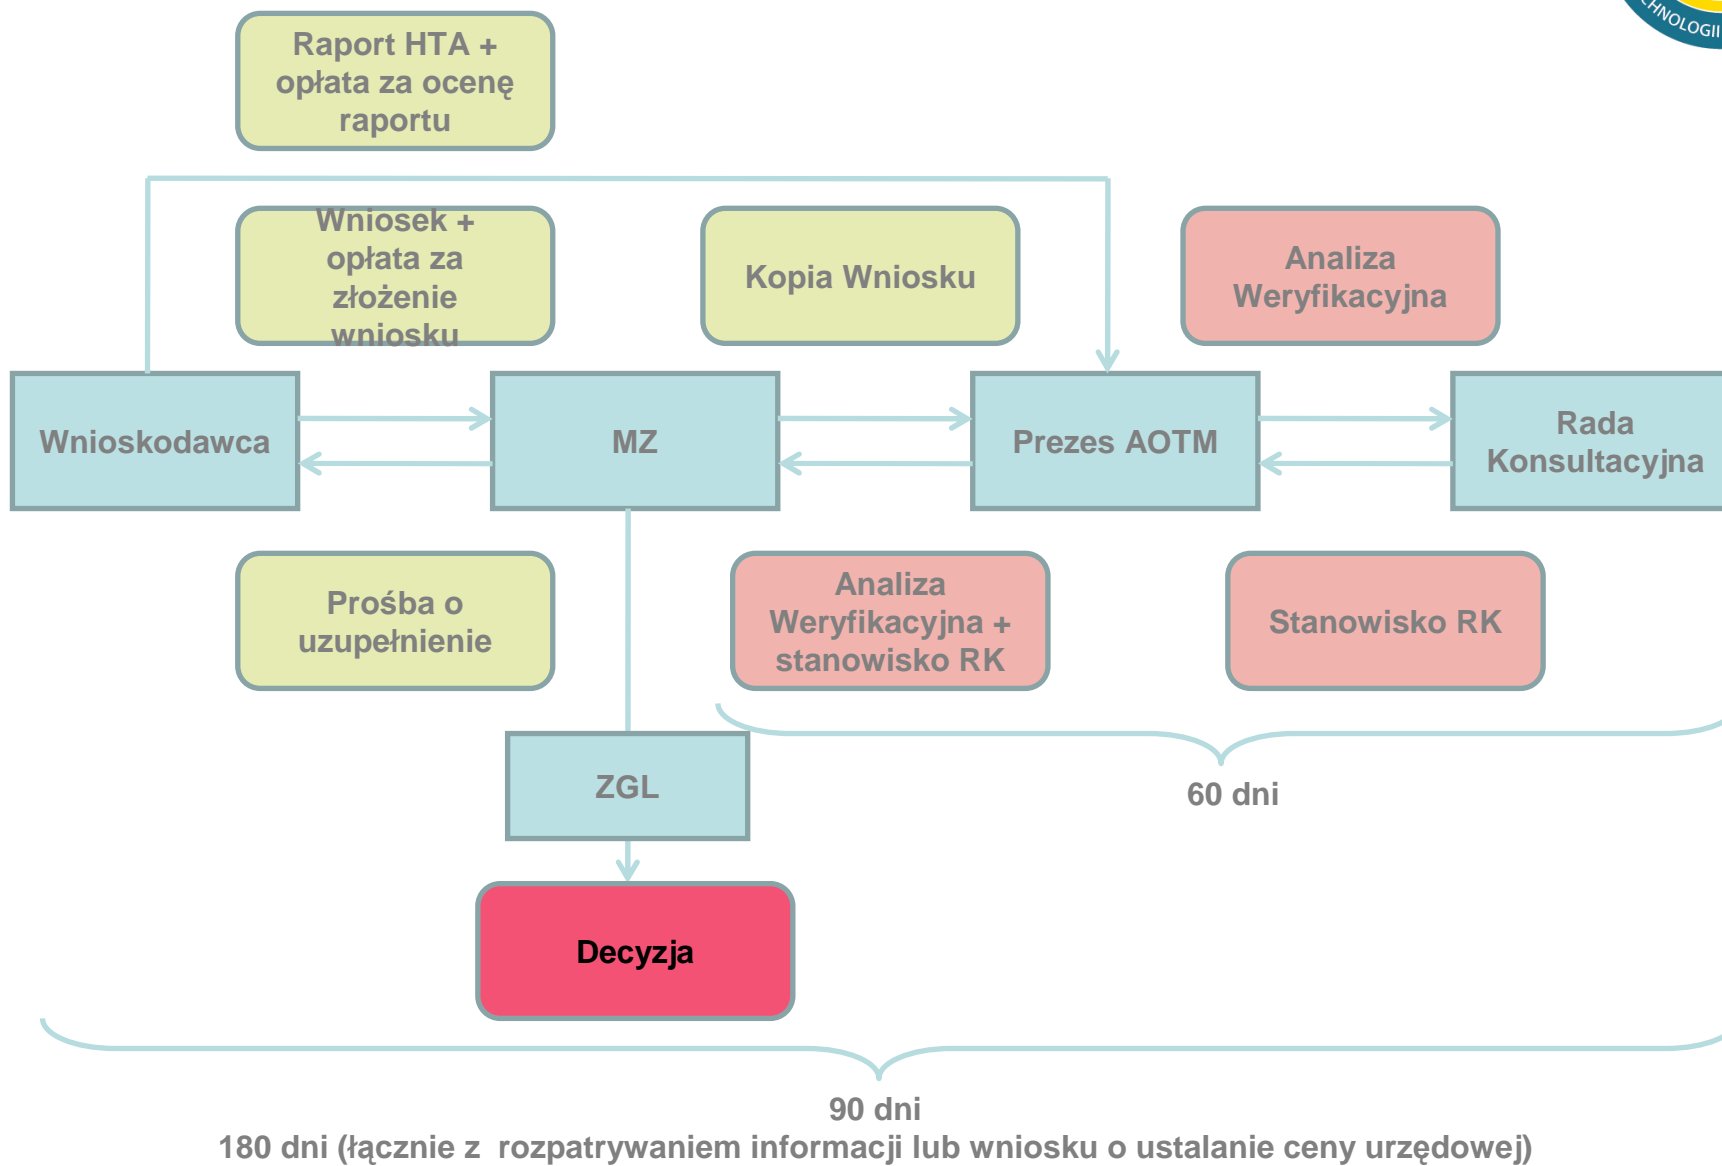 HNOLOGII
Raport HTA +
opłata za ocenę
raportu
Wniosek +
opłata za
złożenie
wniosku
Kopia Wniosku
Analiza
Weryfikacyjna
Wnioskodawca
MZ
Prezes AOTM
Rada
Konsultacyjna
Prośba o
uzupełnienie
Analiza
Weryfikacyjna +
stanowisko RK
Stanowisko RK
ZGL
60 dni
Decyzja
90 dni
180 dni (łącznie z  rozpatrywaniem informacji lub wniosku o ustalanie ceny urzędowej)